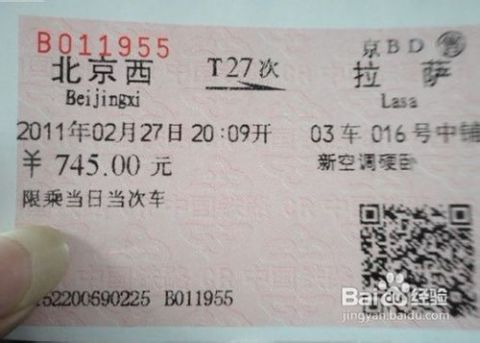 B011955 京BD 售
北京西 T27次 拉萨
Beijingxi Lasa
2011年02月27日20:09开 03车 016号中铺
￥745.00元 新空调硬卧
限乘当日当次车
52200690225 B011955
Baidu经验
jingyan.baidu.com